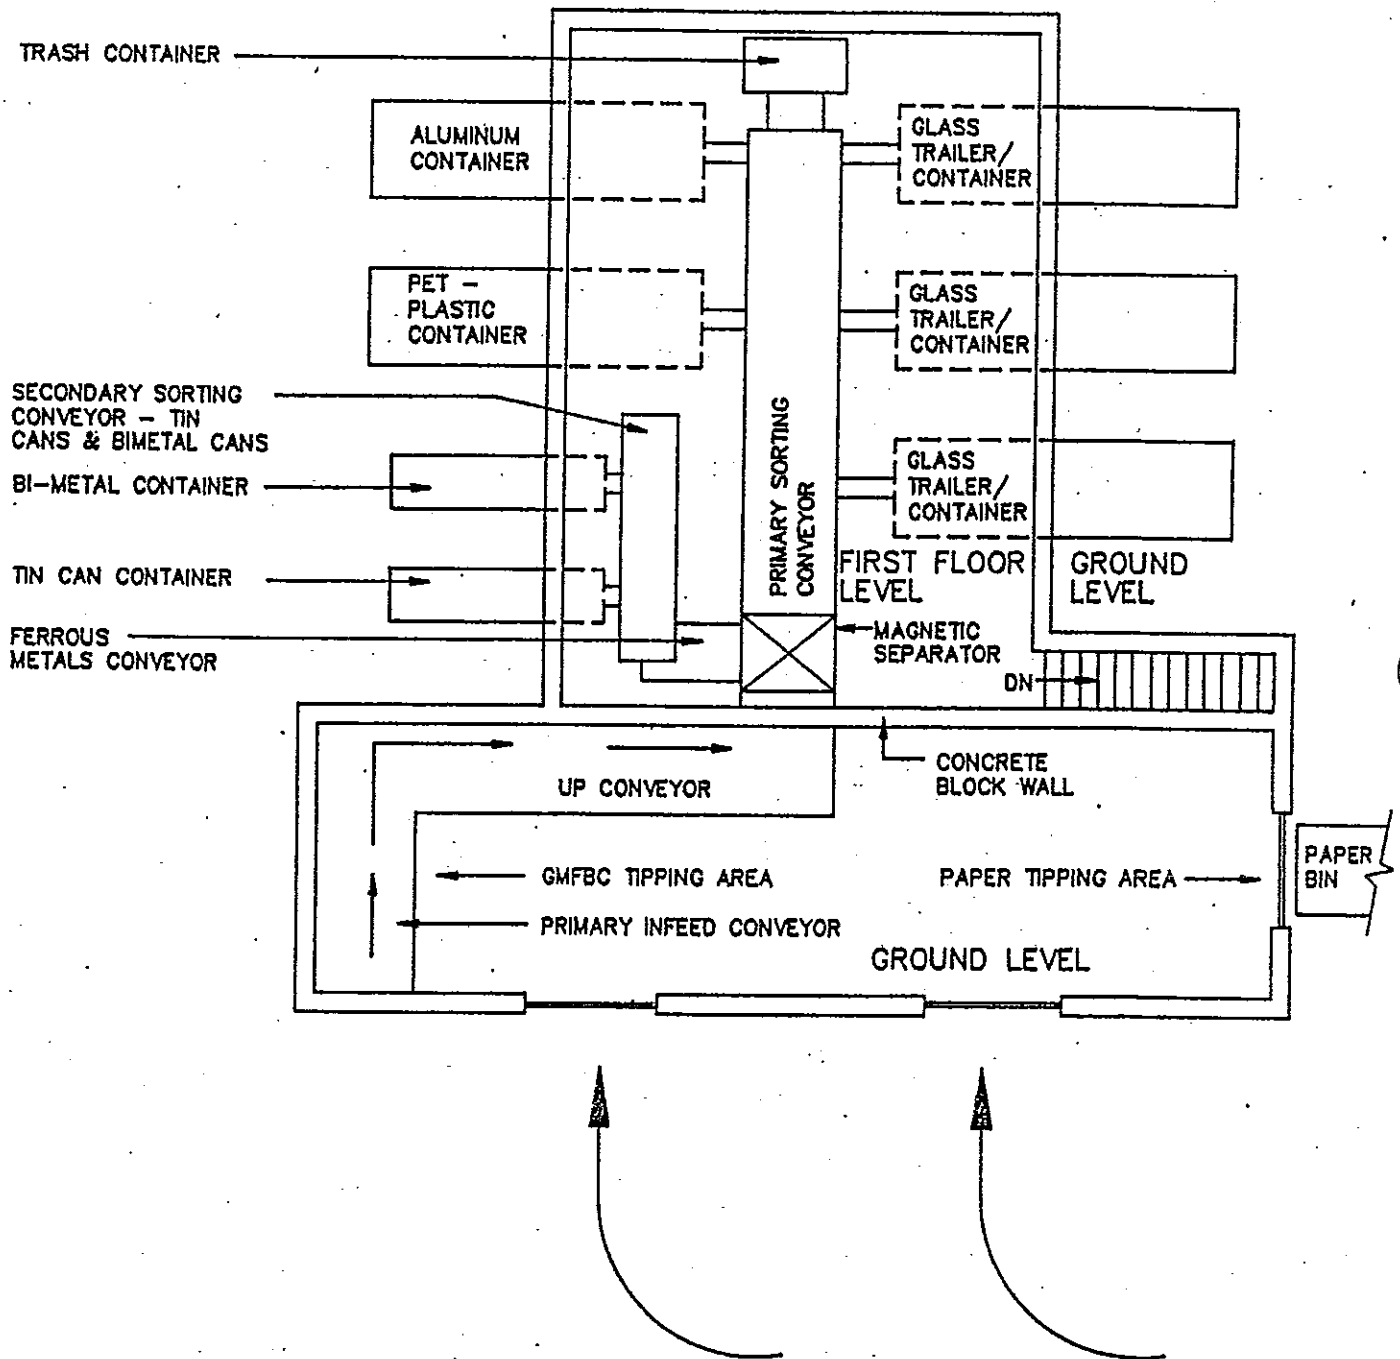 TRASH CONTAINER
ALUMINUM
CONTAINER
GLASS
TRAILER/
CONTAINER
PET -
PLASTIC
CONTAINER
GLASS
TRAILER/
CONTAINER
SECONDARY SORTING
CONVEYOR - TIN
CANS & BIMETAL CANS
BI-METAL CONTAINER
GLASS
TRAILER/
CONTAINER
PRIMARY SORTING
CONVEYOR
TIN CAN CONTAINER
FIRST FLOOR
LEVEL
GROUND
LEVEL
FERROUS
METALS CONVEYOR
MAGNETIC
SEPARATOR
DN
UP CONVEYOR
CONCRETE
BLOCK WALL
GMFBC TIPPING AREA
PAPER TIPPING AREA
PAPER
BIN
PRIMARY INFEED CONVEYOR
GROUND LEVEL